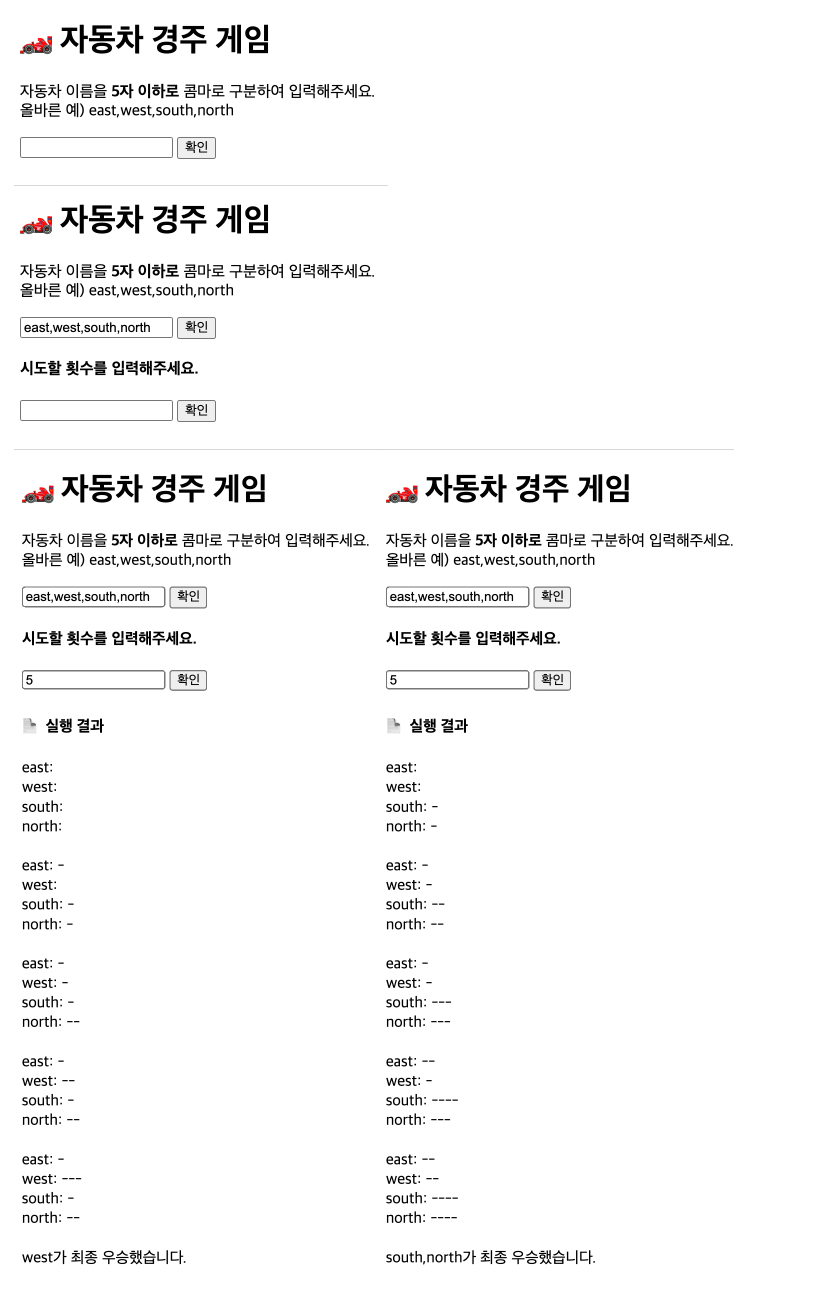 자동차 경주 게임
자동차 이름을 5자 이하로 콤마로 구분하여 입력해주세요.
올바른 예) east,west,south,north
확인
자동차 경주 게임
자동차 이름을 5자 이하로 콤마로 구분하여 입력해주세요.
올바른 예) east,west,south,north
east,west,south,north 확인
시도할 횟수를 입력해주세요.
확인
자동차 경주 게임
자동차 이름을 5자 이하로 콤마로 구분하여 입력해주세요.
올바른 예) east,west,south,north
east,west,south,north 확인
시도할 횟수를 입력해주세요.
5 확인
실행 결과
east:
west:
south:
north:
east: -
west:
south: -
north: -
east: -
west: -
south: -
north: --
east: -
west: --
south: -
north: --
east: -
west: ---
south: -
north: --
west가 최종 우승했습니다.
자동차 경주 게임
자동차 이름을 5자 이하로 콤마로 구분하여 입력해주세요.
올바른 예) east,west,south,north
east,west,south,north 확인
시도할 횟수를 입력해주세요.
5 확인
실행 결과
east:
west:
south: -
north: -
east: -
west: -
south: --
north: --
east: -
west: -
south: ---
north: ---
east: --
west: -
south: ----
north: ---
east: --
west: --
south: ----
north: ----
south,north가 최종 우승했습니다.